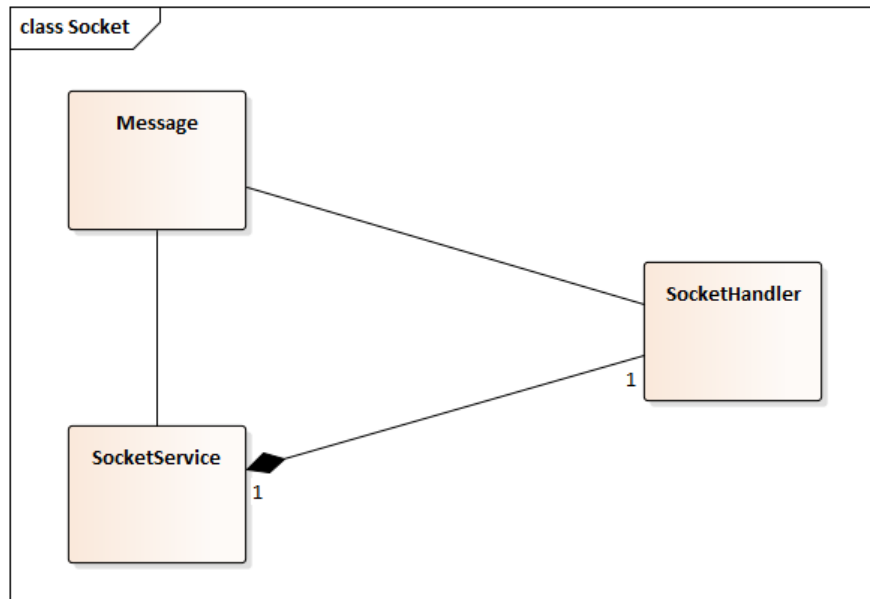 class Socket
Message
SocketHandler
1
SocketService
1